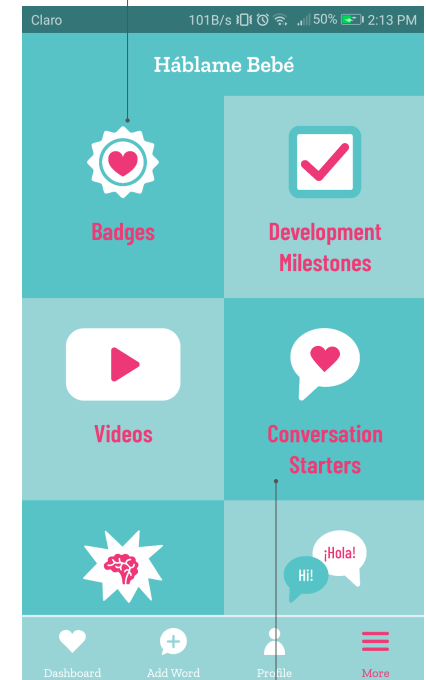 Claro 101B/s 50% 2:13 PM
Háblame Bebé
Badges
Development
Milestones
Videos
Conversation
Starters
¡Hola!
Hi!
Dashboard Add Word Profile More